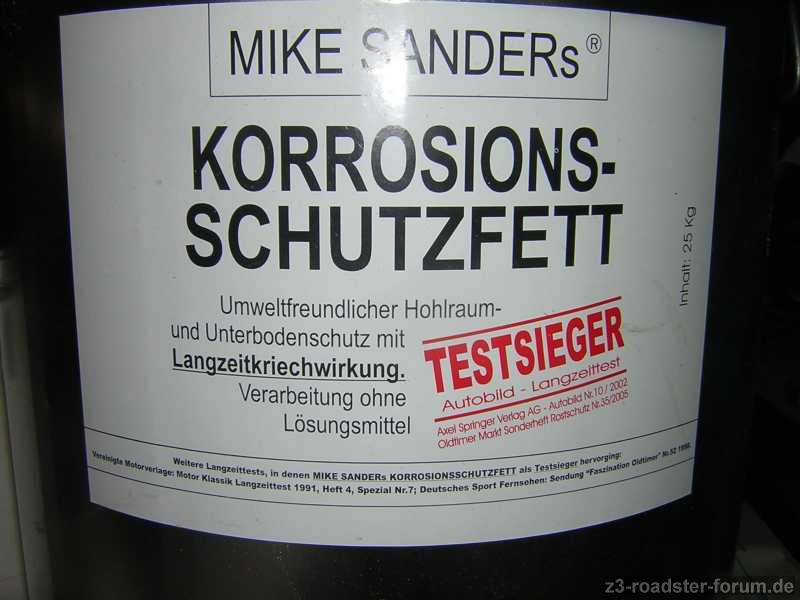 MIKE SANDERs®
KORROSIONS-
SCHUTZFETT
Inhalt: 25 Kg
Umweltfreundlicher Hohlraum-
und Unterbodenschutz mit
Langzeitkriechwirkung.
Verarbeitung ohne
Lösungsmittel
TESTSIEGER
Autobild - Langzeittest
Axel Springer Verlag AG - Autobild Nr.10 / 2002
Oldtimer Markt Sonderheft Rostschutz Nr.35/2005
Weitere Langzeittests, in denen MIKE SANDERs KORROSIONSSCHUTZFETT als Testsieger hervorging:
Vereinigte Motorverlage: Motor Klassik Langzeittest 1991, Heft 4, Spezial Nr.7; Deutsches Sport Fernsehen: Sendung "Faszination Oldtimer" Nr.52 1998.
z3-roadster-forum.de